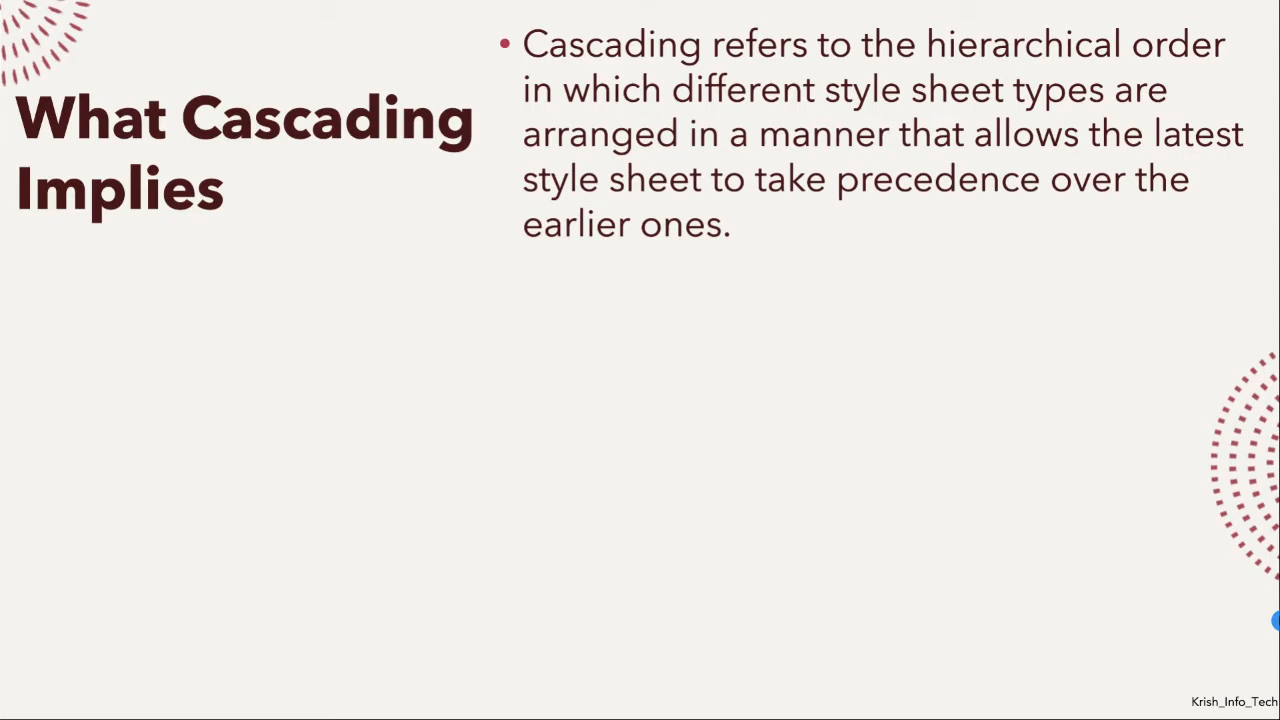 What Cascading
Implies
• Cascading refers to the hierarchical order
in which different style sheet types are
arranged in a manner that allows the latest
style sheet to take precedence over the
earlier ones.
Krish_Info_Tech